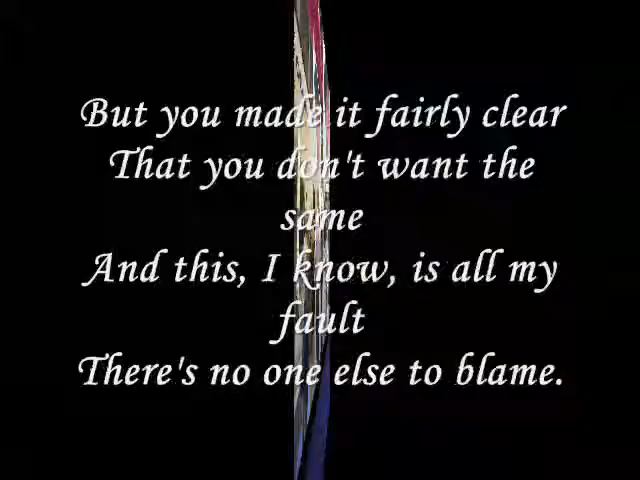 But you made it fairly clear
That you don't want the
same
And this, I know, is all my
fault
There's no one else to blame.